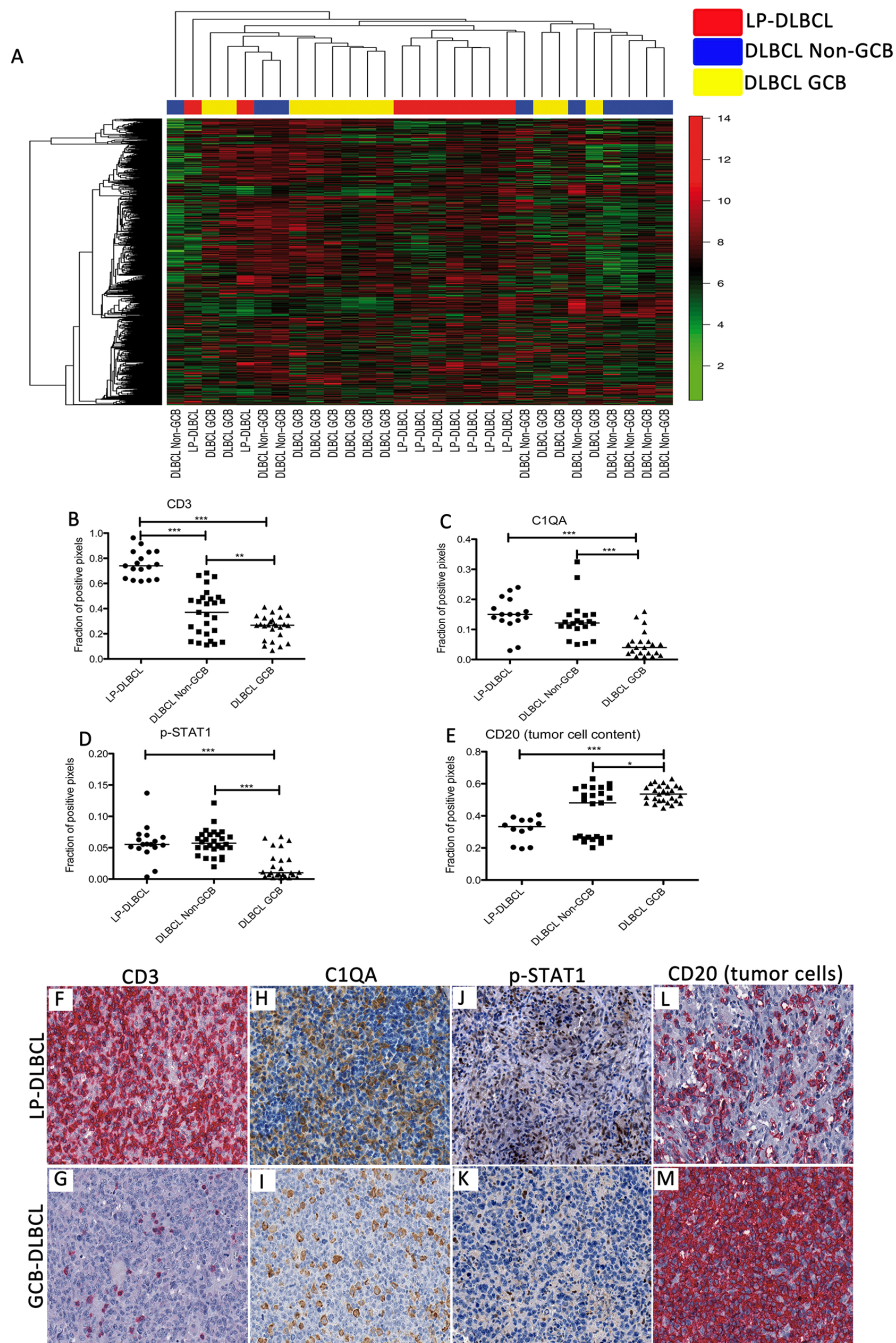 A
LP-DLBCL
DLBCL Non-GCB
DLBCL GCB
14
12
10
8
6
4
2
DLBCL Non-GCB
LP-DLBCL
DLBCL GCB
DLBCL GCB
LP-DLBCL
DLBCL Non-GCB
DLBCL Non-GCB
DLBCL GCB
DLBCL GCB
DLBCL GCB
DLBCL GCB
DLBCL GCB
DLBCL GCB
LP-DLBCL
LP-DLBCL
LP-DLBCL
LP-DLBCL
LP-DLBCL
LP-DLBCL
LP-DLBCL
DLBCL Non-GCB
DLBCL GCB
DLBCL GCB
DLBCL Non-GCB
DLBCL GCB
DLBCL Non-GCB
DLBCL Non-GCB
DLBCL Non-GCB
DLBCL Non-GCB
B
CD3
Fraction of positive pixels
1.0
0.8
0.6
0.4
0.2
0.0
***
***
**
LP-DLBCL
DLBCL Non-GCB
DLBCL GCB
C
C1QA
Fraction of positive pixels
0.4
0.3
0.2
0.1
0.0
***
***
LP-DLBCL
DLBCL Non-GCB
DLBCL GCB
D
p-STAT1
Fraction of positive pixels
0.20
0.15
0.10
0.05
0.00
***
***
LP-DLBCL
DLBCL Non-GCB
DLBCL GCB
E
CD20 (tumor cell content)
Fraction of positive pixels
0.8
0.6
0.4
0.2
0.0
***
*
LP-DLBCL
DLBCL Non-GCB
DLBCL GCB
CD3
C1QA
p-STAT1
CD20 (tumor cells)
LP-DLBCL
F
H
J
L
GCB-DLBCL
G
I
K
M